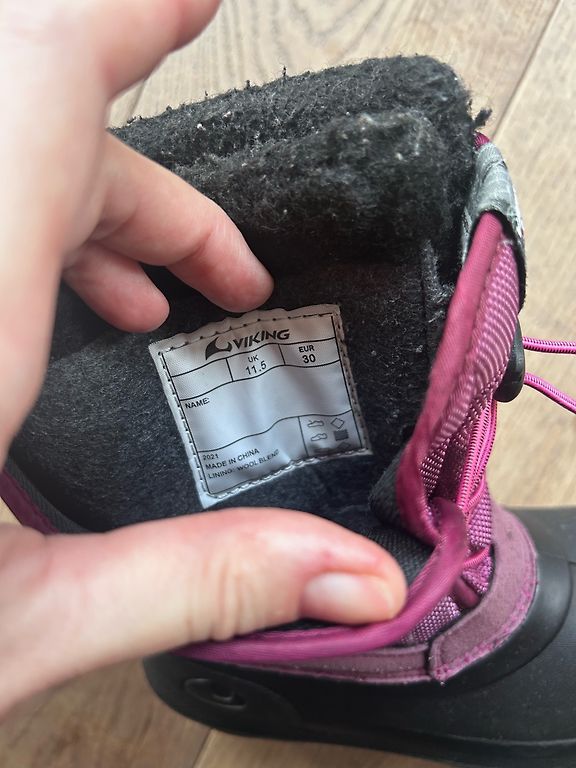 VIKING
UK EUR
11.5 30
NAME:
2021
MADE IN CHINA
LINING: WOOL BLEND